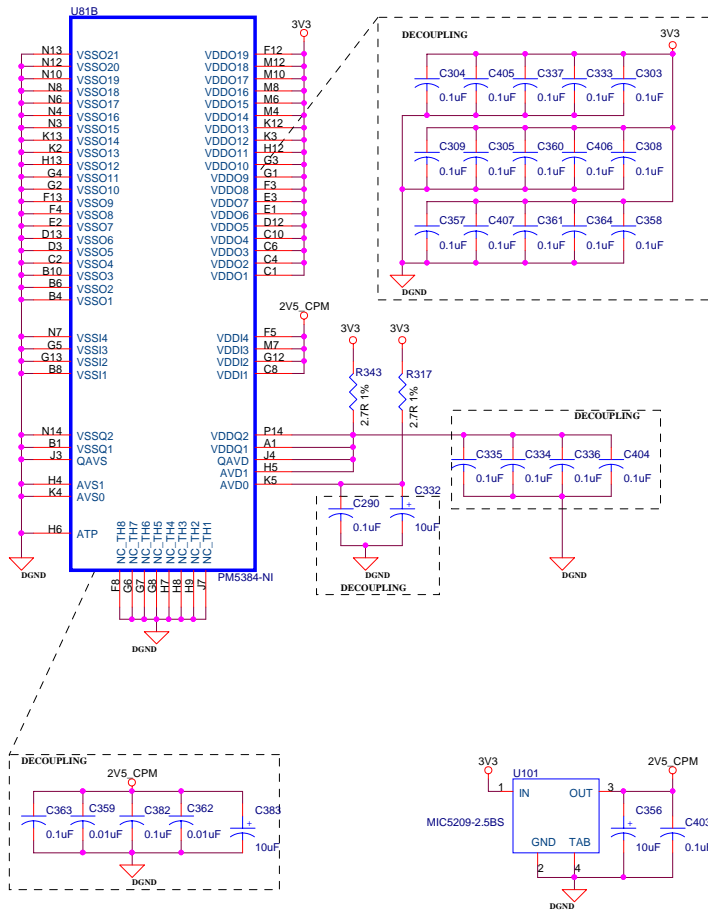 U81B
3V3
N13 VSSO21 VDDO19 F12
N12 VSSO20 VDDO18 M12
N10 VSSO19 VDDO17 M10
N8 VSSO18 VDDO16 M8
N6 VSSO17 VDDO15 M6
N4 VSSO16 VDDO14 M4
N3 VSSO15 VDDO13 K12
K13 VSSO14 VDDO12 K3
K2 VSSO13 VDDO11 H12
H13 VSSO12 VDDO10 G3
G4 VSSO11 VDDO9 G1
G2 VSSO10 VDDO8 F3
F13 VSSO9 VDDO7 E3
F4 VSSO8 VDDO6 E1
E2 VSSO7 VDDO5 D12
D13 VSSO6 VDDO4 C10
D3 VSSO5 VDDO3 C6
C2 VSSO4 VDDO2 C4
B10 VSSO3 VDDO1 C1
B6 VSSO2
B4 VSSO1
2V5_CPM
N7 VSSI4 VDDI4 F5
G5 VSSI3 VDDI3 M7
G13 VSSI2 VDDI2 G12
B8 VSSI1 VDDI1 C8
N14 VSSQ2 VDDQ2 P14
B1 VSSQ1 VDDQ1 A1
J3 QAVS QAVD J4
AVD1 H5
H4 AVS1 AVD0 K5
K4 AVS0
H6 ATP
NC_TH8 NC_TH7 NC_TH6 NC_TH5 NC_TH4 NC_TH3 NC_TH2 NC_TH1
F8 G6 G7 G8 H7 H8 H9 J7
PM5384-NI
DGND
DGND
DECOUPLING
3V3
C304 C405 C337 C333 C303
0.1uF 0.1uF 0.1uF 0.1uF 0.1uF
C309 C305 C360 C406 C308
0.1uF 0.1uF 0.1uF 0.1uF 0.1uF
C357 C407 C361 C364 C358
0.1uF 0.1uF 0.1uF 0.1uF 0.1uF
DGND
3V3 3V3
R343 R317
2.7R 1% 2.7R 1%
DECOUPLING
C335 C334 C336 C404
0.1uF 0.1uF 0.1uF 0.1uF
DGND
C290 C332
+
0.1uF 10uF
DGND
DECOUPLING
DECOUPLING
2V5_CPM
C363 C359 C382 C362 C383
+
0.1uF 0.01uF 0.1uF 0.01uF 10uF
DGND
3V3 2V5_CPM
U101
1 IN OUT 3
MIC5209-2.5BS
GND TAB
2 4
+
C356 C403
10uF 0.1u
DGND